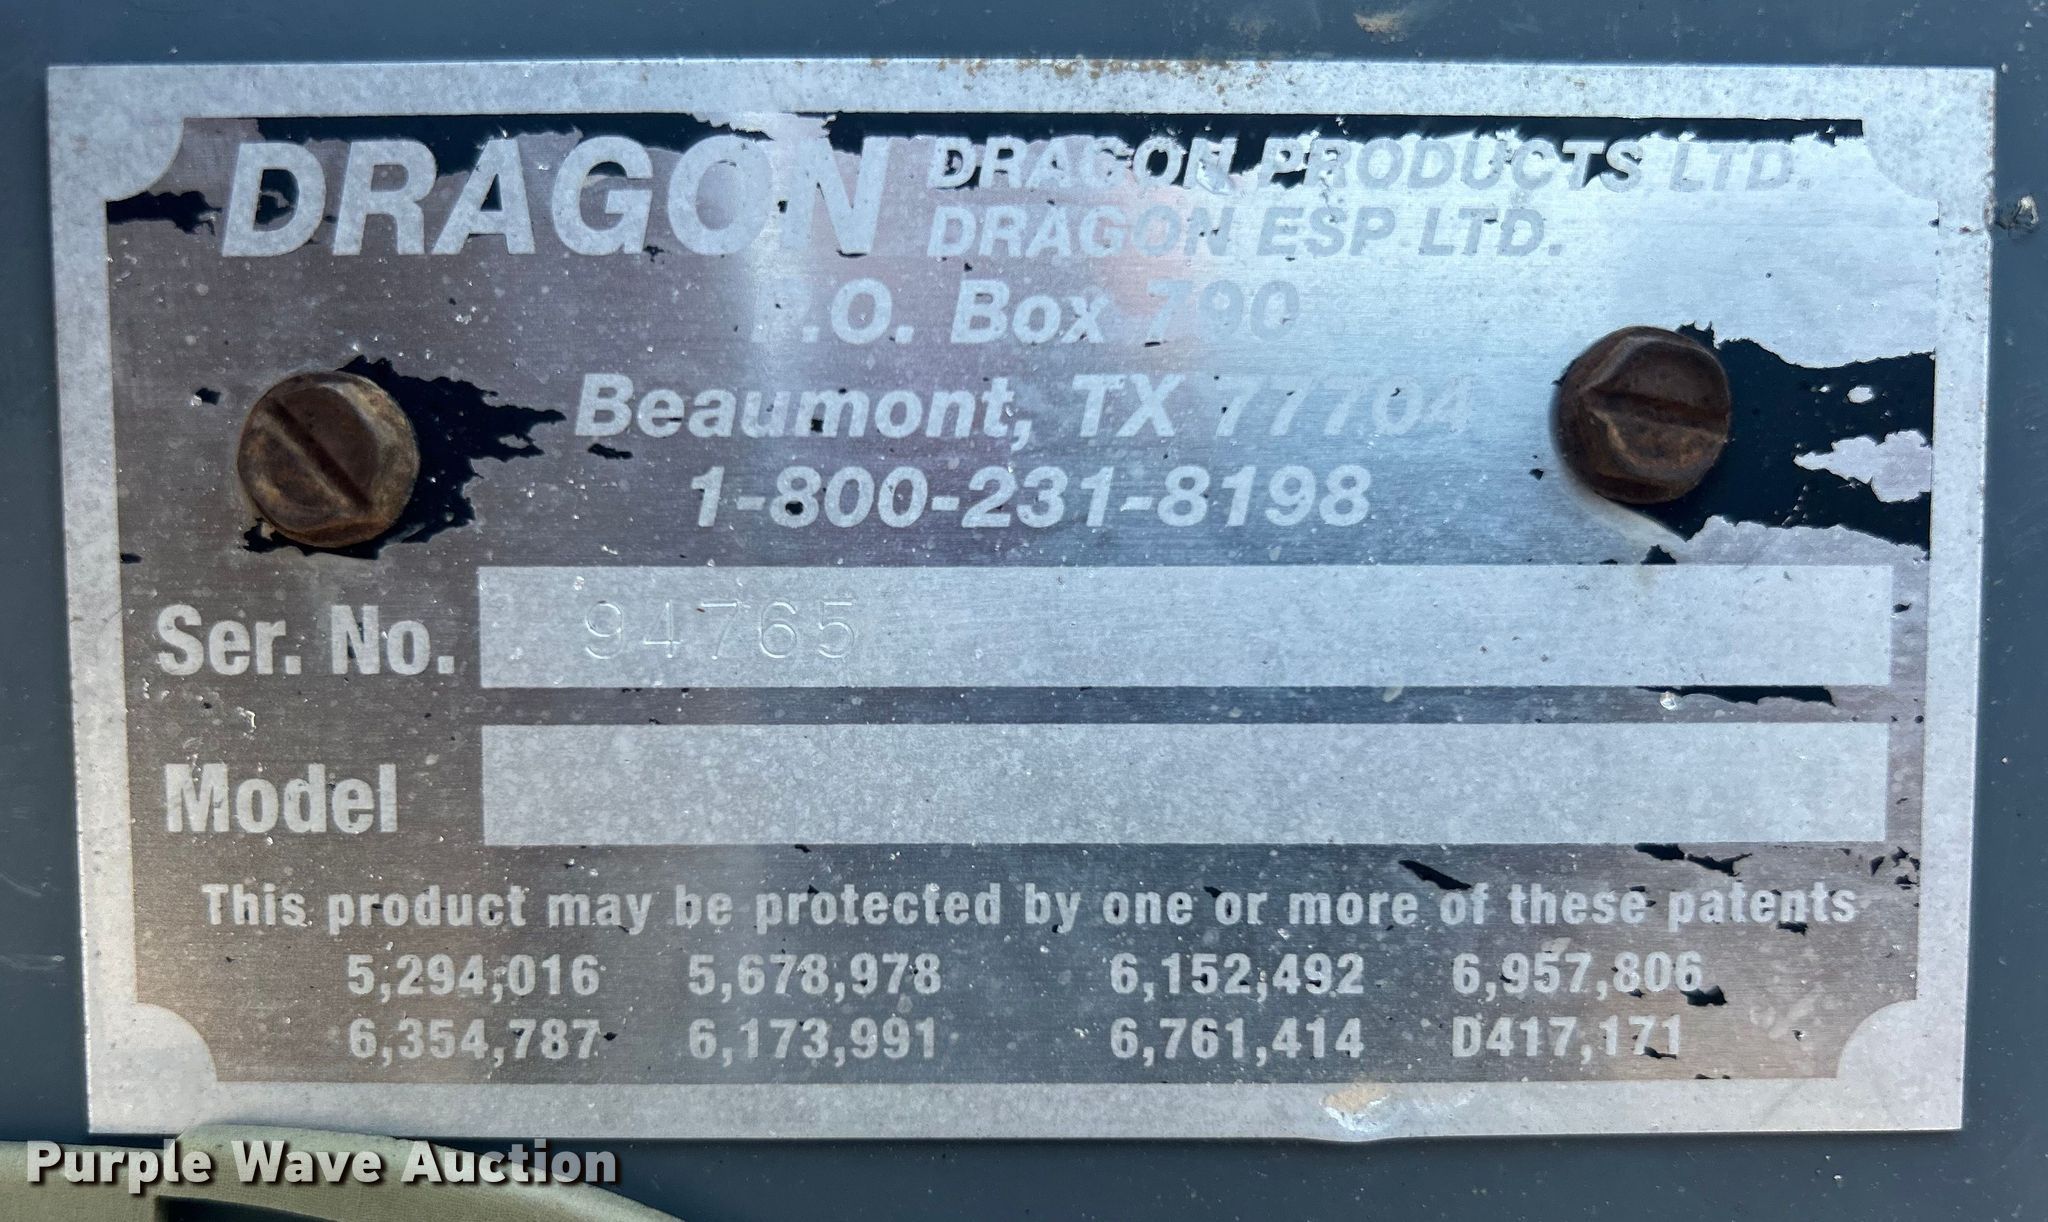 DRAGON
DRAGON PRODUCTS LTD.
DRAGON ESP LTD.
P.O. Box 790
Beaumont, TX 77704
1-800-231-8198
Ser. No. 94765
Model
This product may be protected by one or more of these patents
5,294,016 5,678,978 6,152,492 6,957,806
6,354,787 6,173,991 6,761,414 D417,171
Purple Wave Auction